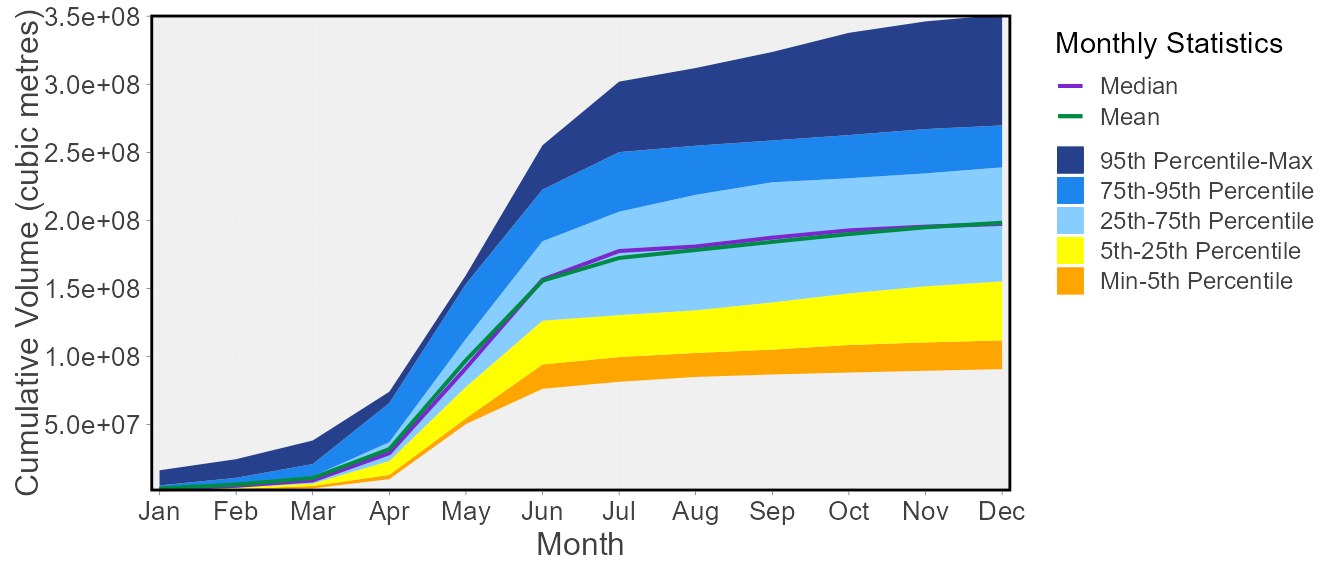 Cumulative Volume (cubic metres)
3.5e+08
3.0e+08
2.5e+08
2.0e+08
1.5e+08
1.0e+08
5.0e+07
Jan Feb Mar Apr May Jun Jul Aug Sep Oct Nov Dec
Month
Monthly Statistics
Median
Mean
95th Percentile-Max
75th-95th Percentile
25th-75th Percentile
5th-25th Percentile
Min-5th Percentile